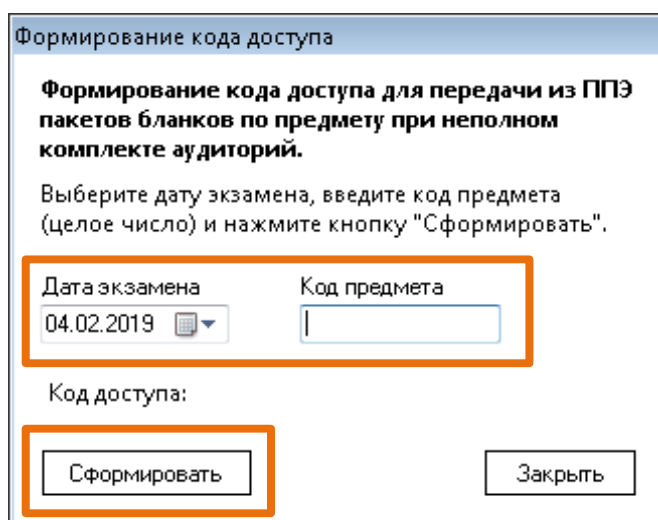 Формирование кода доступа
Формирование кода доступа для передачи из ППЭ
пакетов бланков по предмету при неполном
комплекте аудиторий.
Выберите дату экзамена, введите код предмета
(целое число) и нажмите кнопку "Сформировать".
Дата экзамена Код предмета
04.02.2019
Код доступа:
Сформировать Закрыть